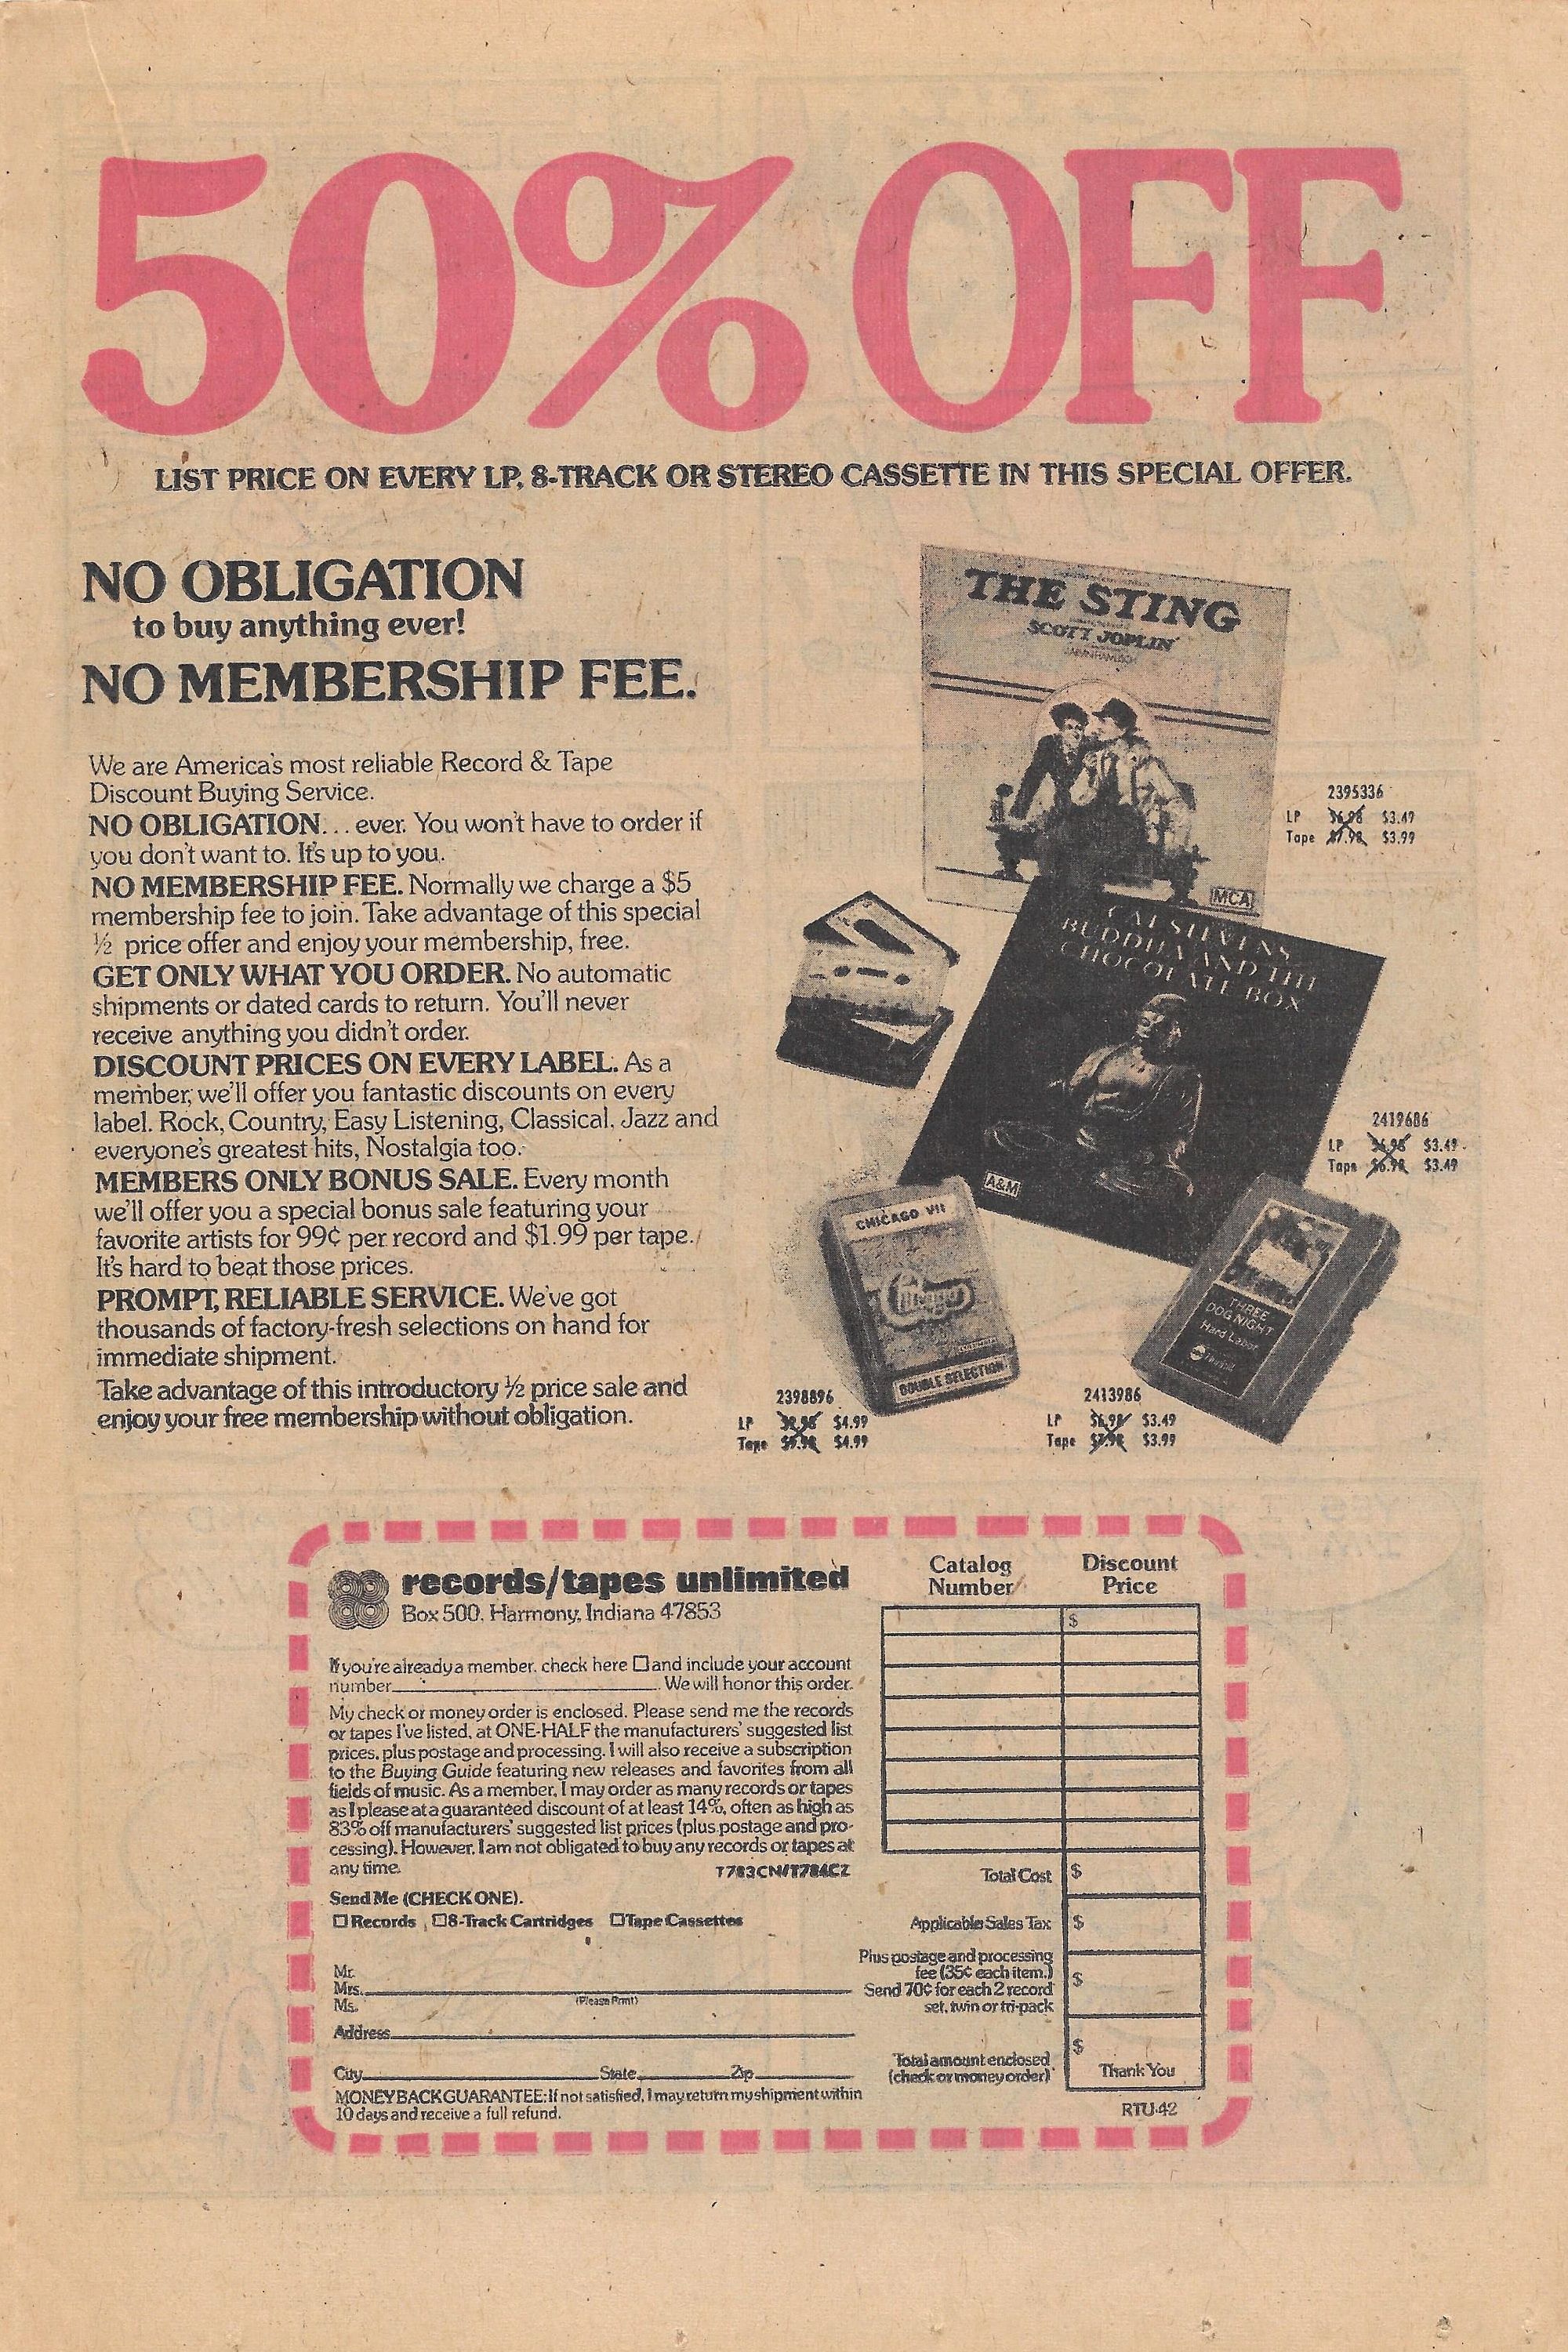 50% OFF
LIST PRICE ON EVERY LP, 8-TRACK OR STEREO CASSETTE IN THIS SPECIAL OFFER.
NO OBLIGATION
to buy anything ever!
NO MEMBERSHIP FEE.
We are America's most reliable Record & Tape
Discount Buying Service.
NO OBLIGATION... ever. You won't have to order if
you don't want to. It's up to you.
NO MEMBERSHIP FEE. Normally we charge a $5
membership fee to join. Take advantage of this special
½ price offer and enjoy your membership, free.
GET ONLY WHAT YOU ORDER. No automatic
shipments or dated cards to return. You'll never
receive anything you didn't order.
DISCOUNT PRICES ON EVERY LABEL. As a
member, we'll offer you fantastic discounts on every
label. Rock, Country, Easy Listening, Classical, Jazz and
everyone's greatest hits, Nostalgia too.
MEMBERS ONLY BONUS SALE. Every month
we'll offer you a special bonus sale featuring your
favorite artists for 99¢ per record and $1.99 per tape.
It's hard to beat those prices.
PROMPT, RELIABLE SERVICE. We've got
thousands of factory-fresh selections on hand for
immediate shipment.
Take advantage of this introductory ½ price sale and
enjoy your free membership without obligation.
THE STING
SCOTT JOPLIN
MCA
2395336
LP $6.98 $3.49
Tape $7.98 $3.99
CAT STEVENS
BUDDHA AND THE
CHOCOLATE BOX
A&M
2419686
LP $6.98 $3.49
Tape $6.98 $3.49
CHICAGO VII
Chicago
DOUBLE SELECTION
2398896
LP $9.98 $4.99
Tape $9.98 $4.99
THREE
DOG NIGHT
Hard Labor
2413986
LP $6.98 $3.49
Tape $7.98 $3.99
records/tapes unlimited
Box 500, Harmony, Indiana 47853
If you're already a member, check here ☐ and include your account
number. We will honor this order.
My check or money order is enclosed. Please send me the records
or tapes I've listed, at ONE-HALF the manufacturers' suggested list
prices, plus postage and processing. I will also receive a subscription
to the Buying Guide featuring new releases and favorites from all
fields of music. As a member, I may order as many records or tapes
as I please at a guaranteed discount of at least 14%, often as high as
83% off manufacturers' suggested list prices (plus postage and pro-
cessing). However, I am not obligated to buy any records or tapes at
any time. T783CN/T784CZ
Send Me (CHECK ONE).
☐ Records ☐ 8-Track Cartridges ☐ Tape Cassettes
Mr.
Mrs.
Ms.
(Please Print)
Address
City State Zip
MONEY BACK GUARANTEE: If not satisfied, I may return my shipment within
10 days and receive a full refund.
Catalog Number
Discount Price
$
Total Cost $
Applicable Sales Tax $
Plus postage and processing
fee (35¢ each item.) $
Send 70¢ for each 2 record
set, twin or tri-pack
Total amount enclosed $
(check or money order)
Thank You
RTU-42